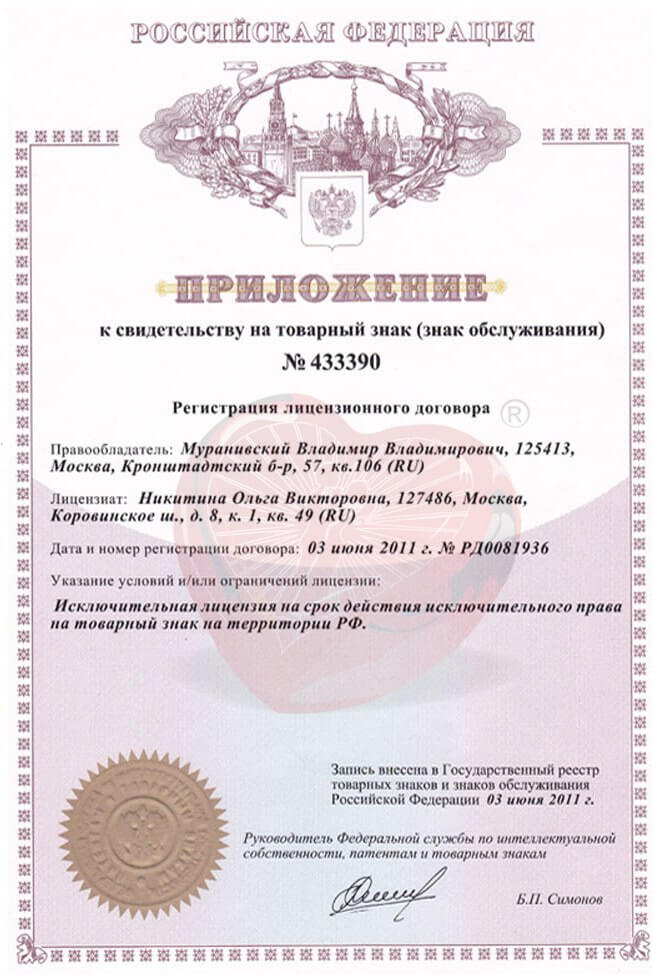 РОССИЙСКАЯ ФЕДЕРАЦИЯ
ПРИЛОЖЕНИЕ
к свидетельству на товарный знак (знак обслуживания)
№ 433390
Регистрация лицензионного договора ®
Правообладатель: Муранивский Владимир Владимирович, 125413,
Москва, Кронштадтский б-р, 57, кв.106 (RU)
Лицензиат: Никитина Ольга Викторовна, 127486, Москва,
Коровинское ш., д. 8, к. 1, кв. 49 (RU)
Дата и номер регистрации договора: 03 июня 2011 г. № РД0081936
Указание условий и/или ограничений лицензии:
Исключительная лицензия на срок действия исключительного права
на товарный знак на территории РФ.
Запись внесена в Государственный реестр
товарных знаков и знаков обслуживания
Российской Федерации 03 июня 2011 г.
Руководитель Федеральной службы по интеллектуальной
собственности, патентам и товарным знакам
Б.П. Симонов